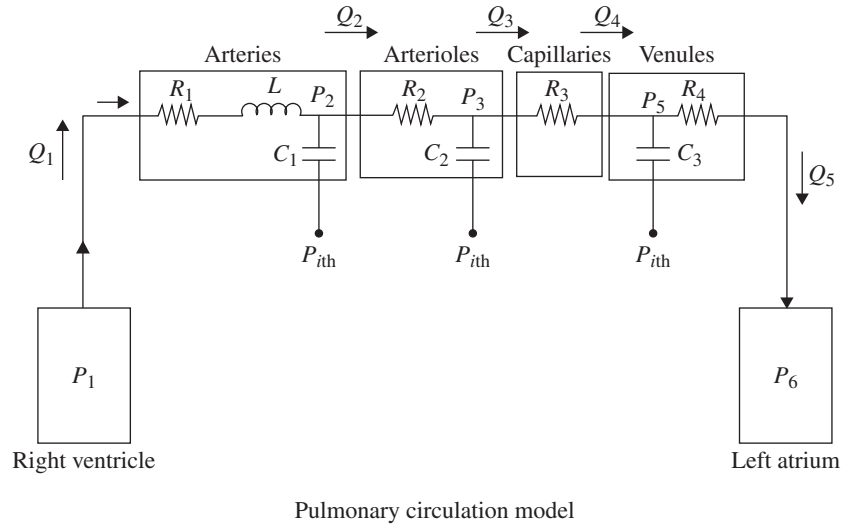 Q2 Q3 Q4
Arteries Arterioles Capillaries Venules
R1 L P2 R2 P3 R3 P5 R4
Q1 C1 C2 C3 Q5
Pith Pith Pith
P1 P6
Right ventricle Left atrium
Pulmonary circulation model